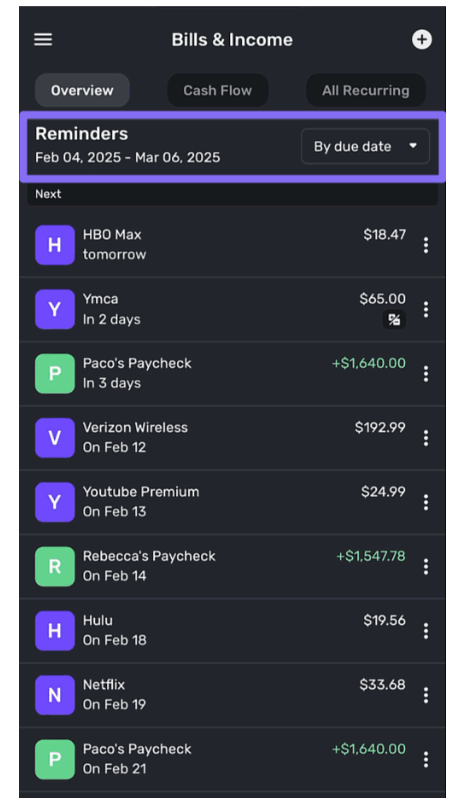 Bills & Income
Overview
Cash Flow
All Recurring
Reminders
Feb 04, 2025 - Mar 06, 2025
By due date
Next
H
HBO Max
$18.47
tomorrow
Y
Ymca
$65.00
In 2 days
P
Paco's Paycheck
+$1,640.00
In 3 days
V
Verizon Wireless
$192.99
On Feb 12
Y
Youtube Premium
$24.99
On Feb 13
R
Rebecca's Paycheck
+$1,547.78
On Feb 14
H
Hulu
$19.56
On Feb 18
N
Netflix
$33.68
On Feb 19
P
Paco's Paycheck
+$1,640.00
On Feb 21